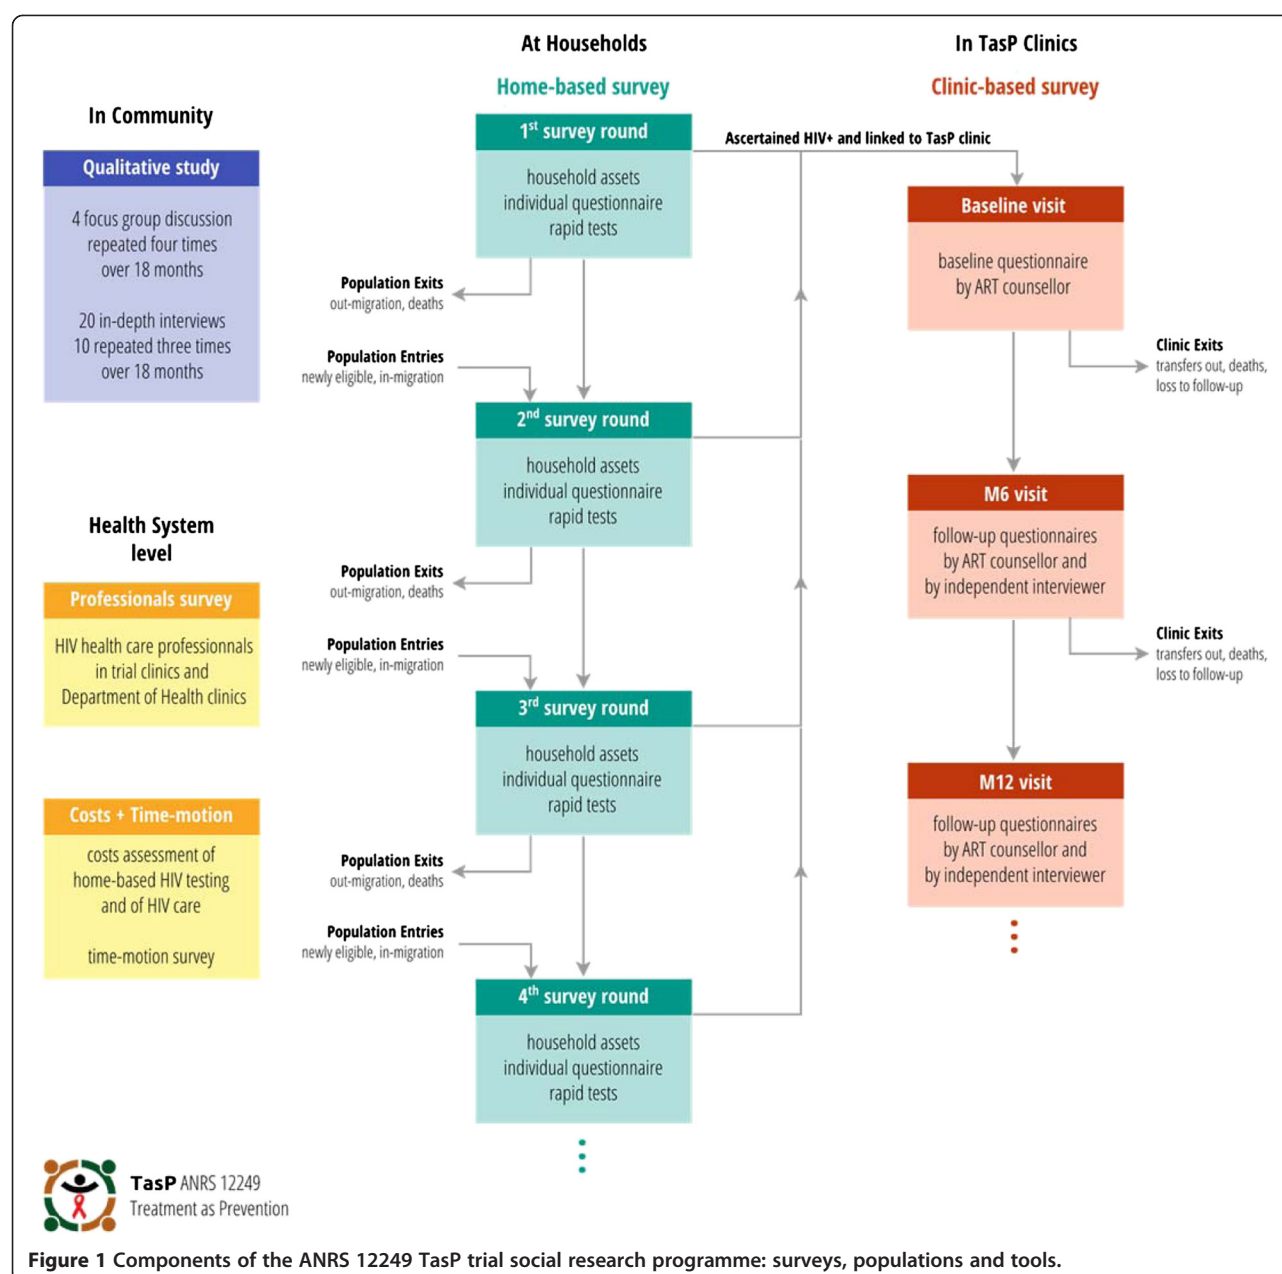 In Community
Qualitative study
4 focus group discussion
repeated four times
over 18 months
20 in-depth interviews
10 repeated three times
over 18 months
Health System
level
Professionals survey
HIV health care professionnals
in trial clinics and
Department of Health clinics
Costs + Time-motion
costs assessment of
home-based HIV testing
and of HIV care
time-motion survey
At Households
Home-based survey
1st survey round
household assets
individual questionnaire
rapid tests
Population Exits
out-migration, deaths
Population Entries
newly eligible, in-migration
2nd survey round
household assets
individual questionnaire
rapid tests
Population Exits
out-migration, deaths
Population Entries
newly eligible, in-migration
3rd survey round
household assets
individual questionnaire
rapid tests
Population Exits
out-migration, deaths
Population Entries
newly eligible, in-migration
4th survey round
household assets
individual questionnaire
rapid tests
Ascertained HIV+ and linked to TasP clinic
In TasP Clinics
Clinic-based survey
Baseline visit
baseline questionnaire
by ART counsellor
Clinic Exits
transfers out, deaths,
loss to follow-up
M6 visit
follow-up questionnaires
by ART counsellor and
by independent interviewer
Clinic Exits
transfers out, deaths,
loss to follow-up
M12 visit
follow-up questionnaires
by ART counsellor and
by independent interviewer
TasP ANRS 12249
Treatment as Prevention
Figure 1 Components of the ANRS 12249 TasP trial social research programme: surveys, populations and tools.